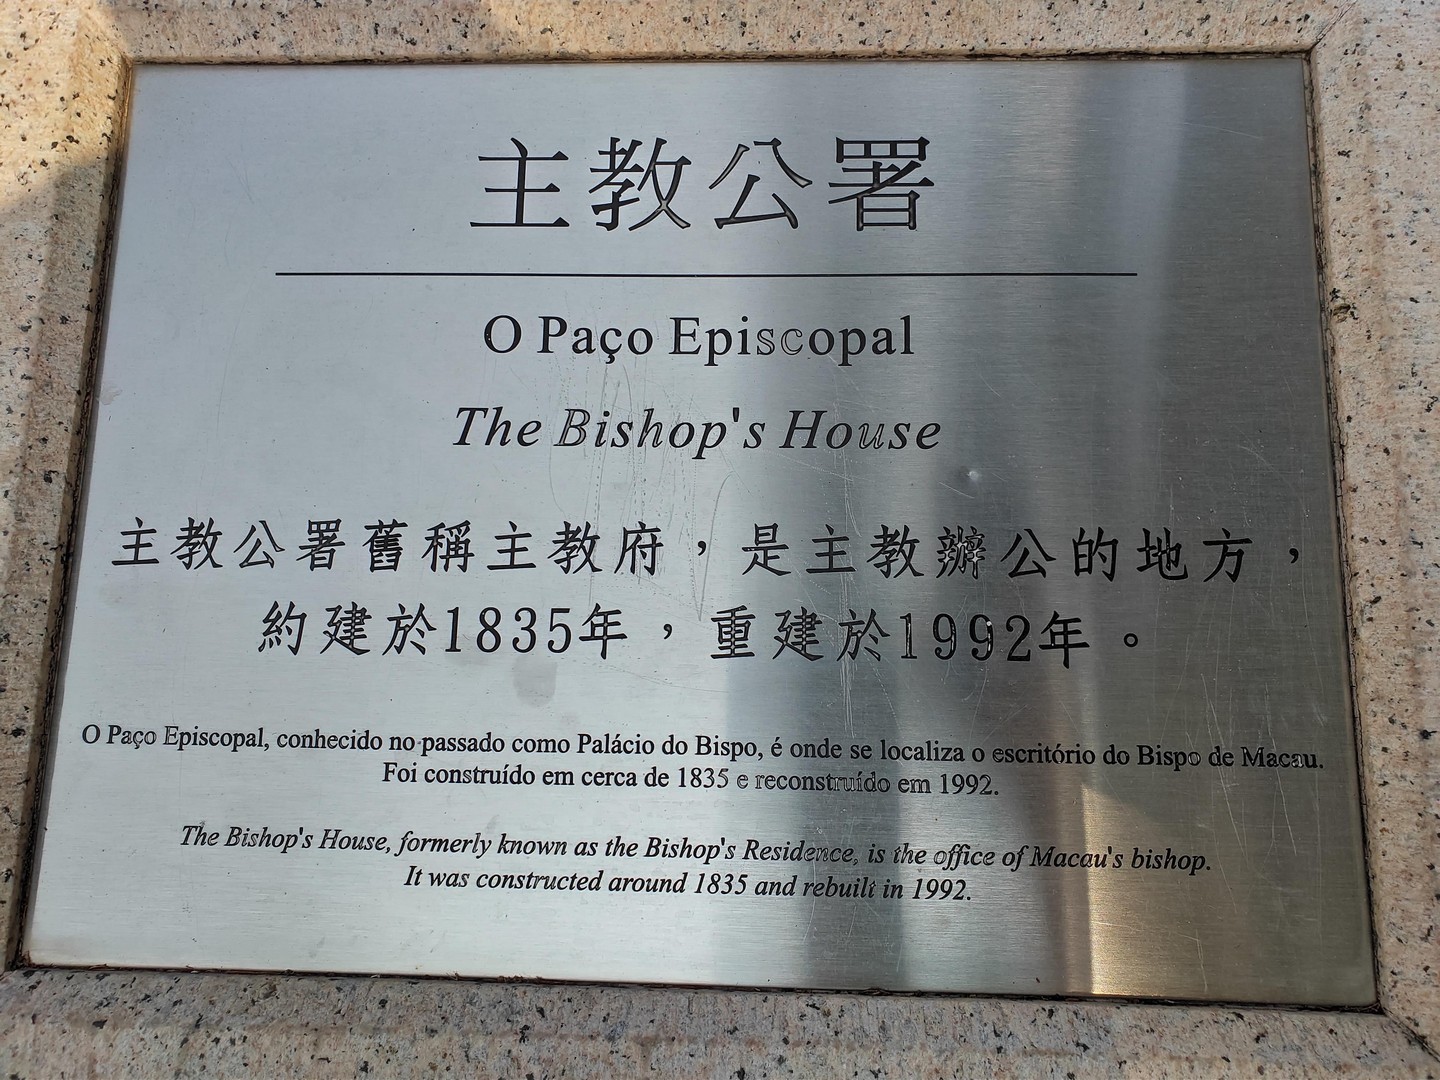 主教公署
O Paço Episcopal
The Bishop's House
主教公署舊稱主教府，是主教辦公的地方，
約建於1835年，重建於1992年。
O Paço Episcopal, conhecido no passado como Palácio do Bispo, é onde se localiza o escritório do Bispo de Macau.
Foi construído em cerca de 1835 e reconstruído em 1992.
The Bishop's House, formerly known as the Bishop's Residence, is the office of Macau's bishop.
It was constructed around 1835 and rebuilt in 1992.